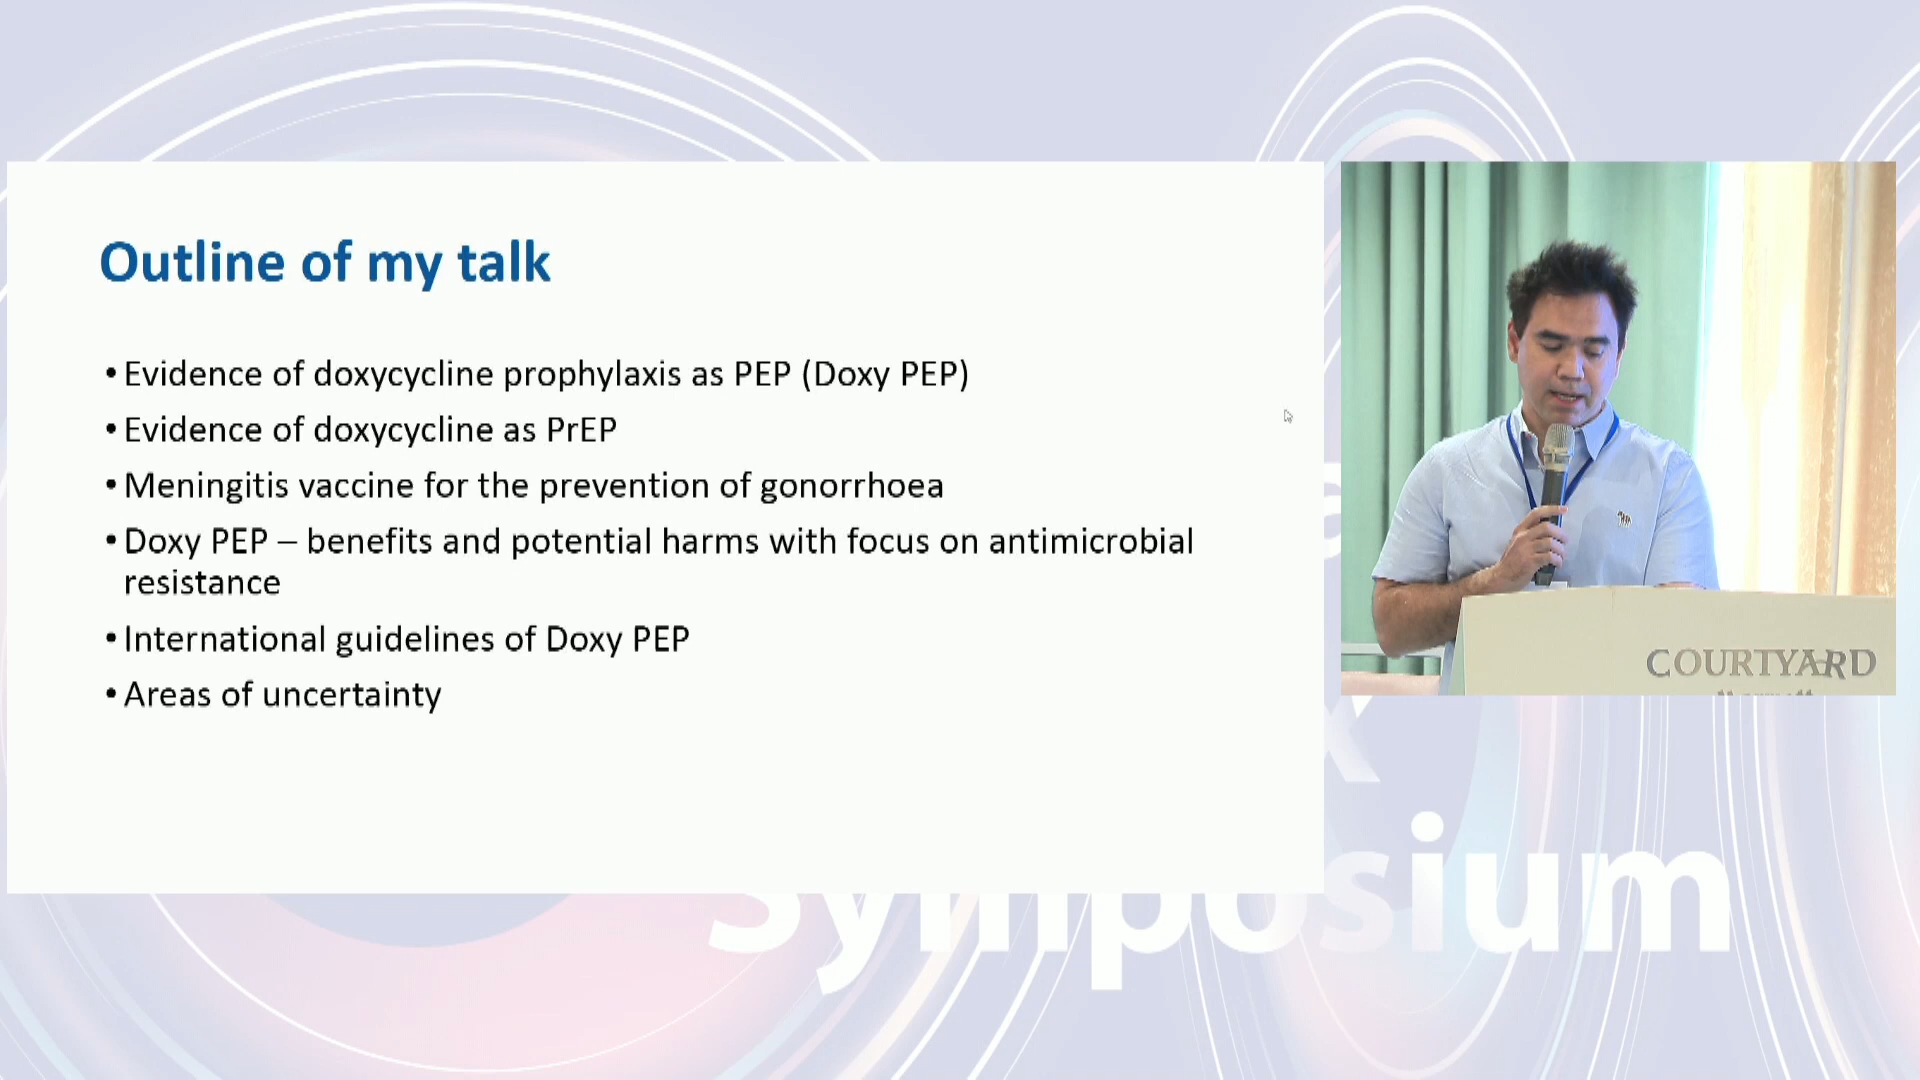 Outline of my talk
• Evidence of doxycycline prophylaxis as PEP (Doxy PEP)
• Evidence of doxycycline as PrEP
• Meningitis vaccine for the prevention of gonorrhoea
• Doxy PEP – benefits and potential harms with focus on antimicrobial
resistance
• International guidelines of Doxy PEP
• Areas of uncertainty
COURTYARD
Symposium